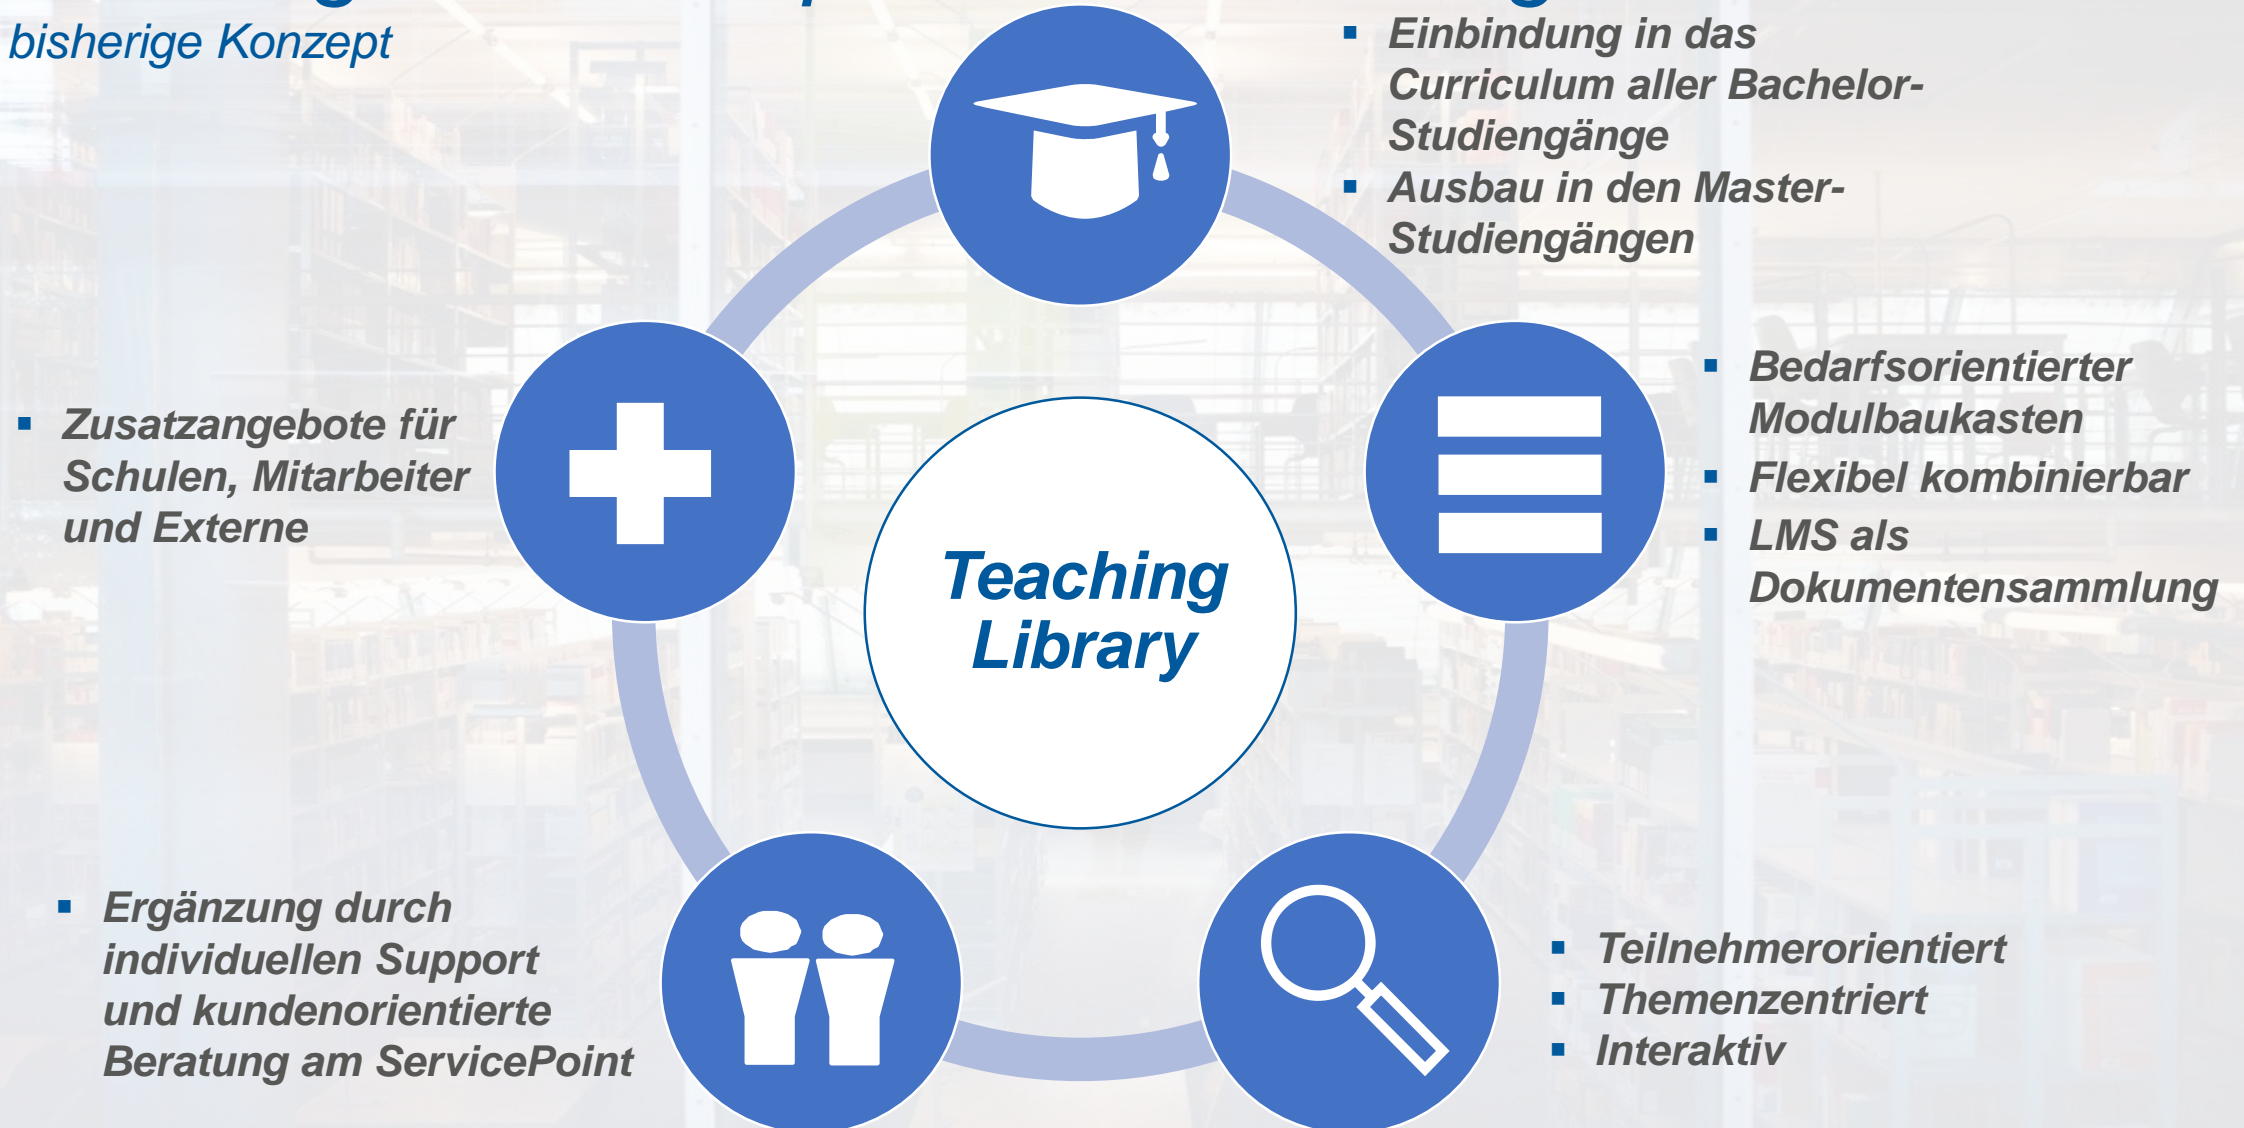 bisherige Konzept
▪ Einbindung in das
Curriculum aller Bachelor-
Studiengänge
▪ Ausbau in den Master-
Studiengängen
▪ Bedarfsorientierter
Modulbaukasten
▪ Flexibel kombinierbar
▪ LMS als
Dokumentensammlung
▪ Zusatzangebote für
Schulen, Mitarbeiter
und Externe
Teaching
Library
▪ Ergänzung durch
individuellen Support
und kundenorientierte
Beratung am ServicePoint
▪ Teilnehmerorientiert
▪ Themenzentriert
▪ Interaktiv